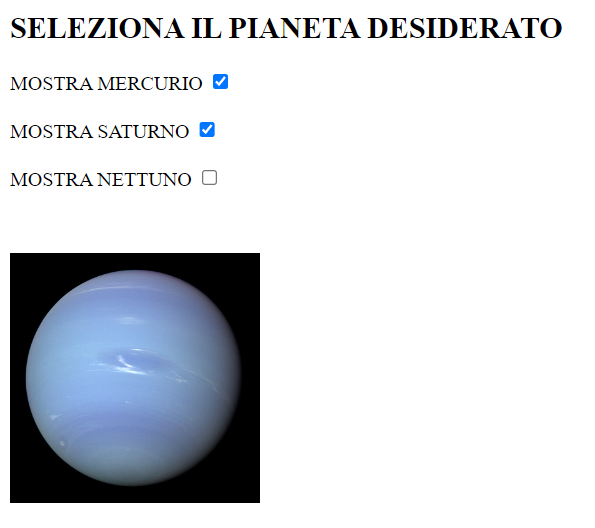 SELEZIONA IL PIANETA DESIDERATO
MOSTRA MERCURIO
MOSTRA SATURNO
MOSTRA NETTUNO